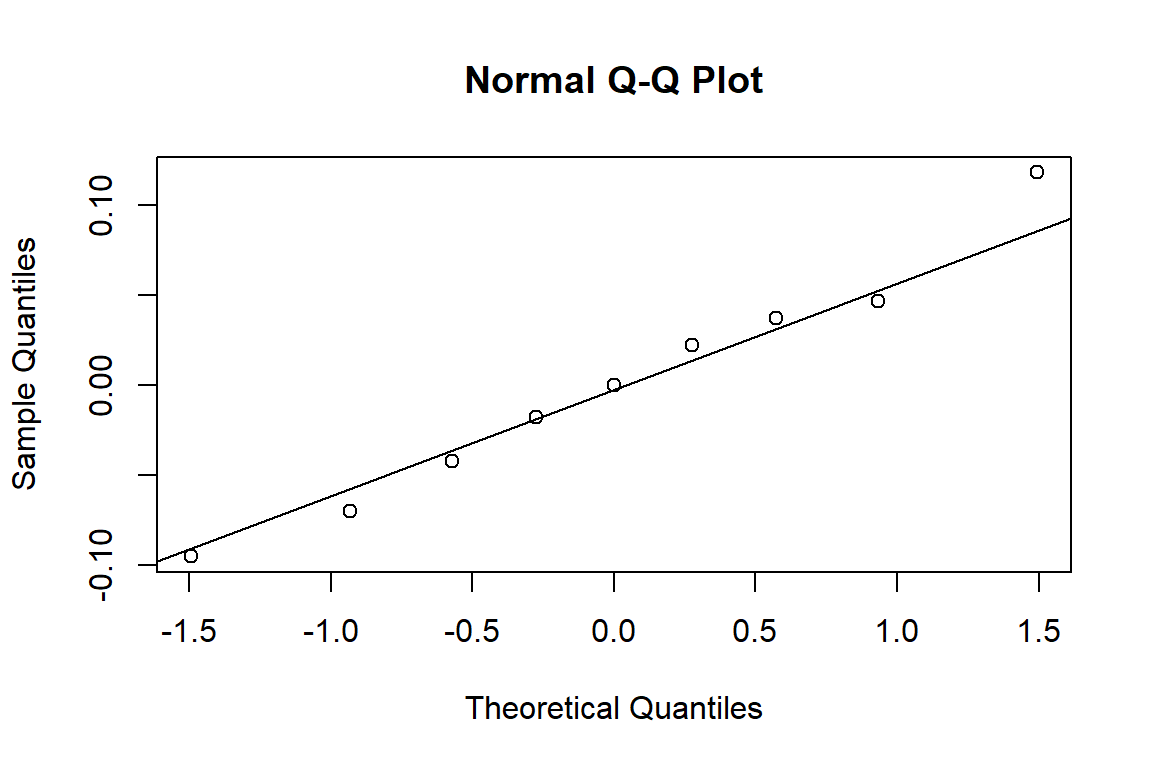 Normal Q-Q Plot
Sample Quantiles
0.10
0.00
-0.10
-1.5 -1.0 -0.5 0.0 0.5 1.0 1.5
Theoretical Quantiles